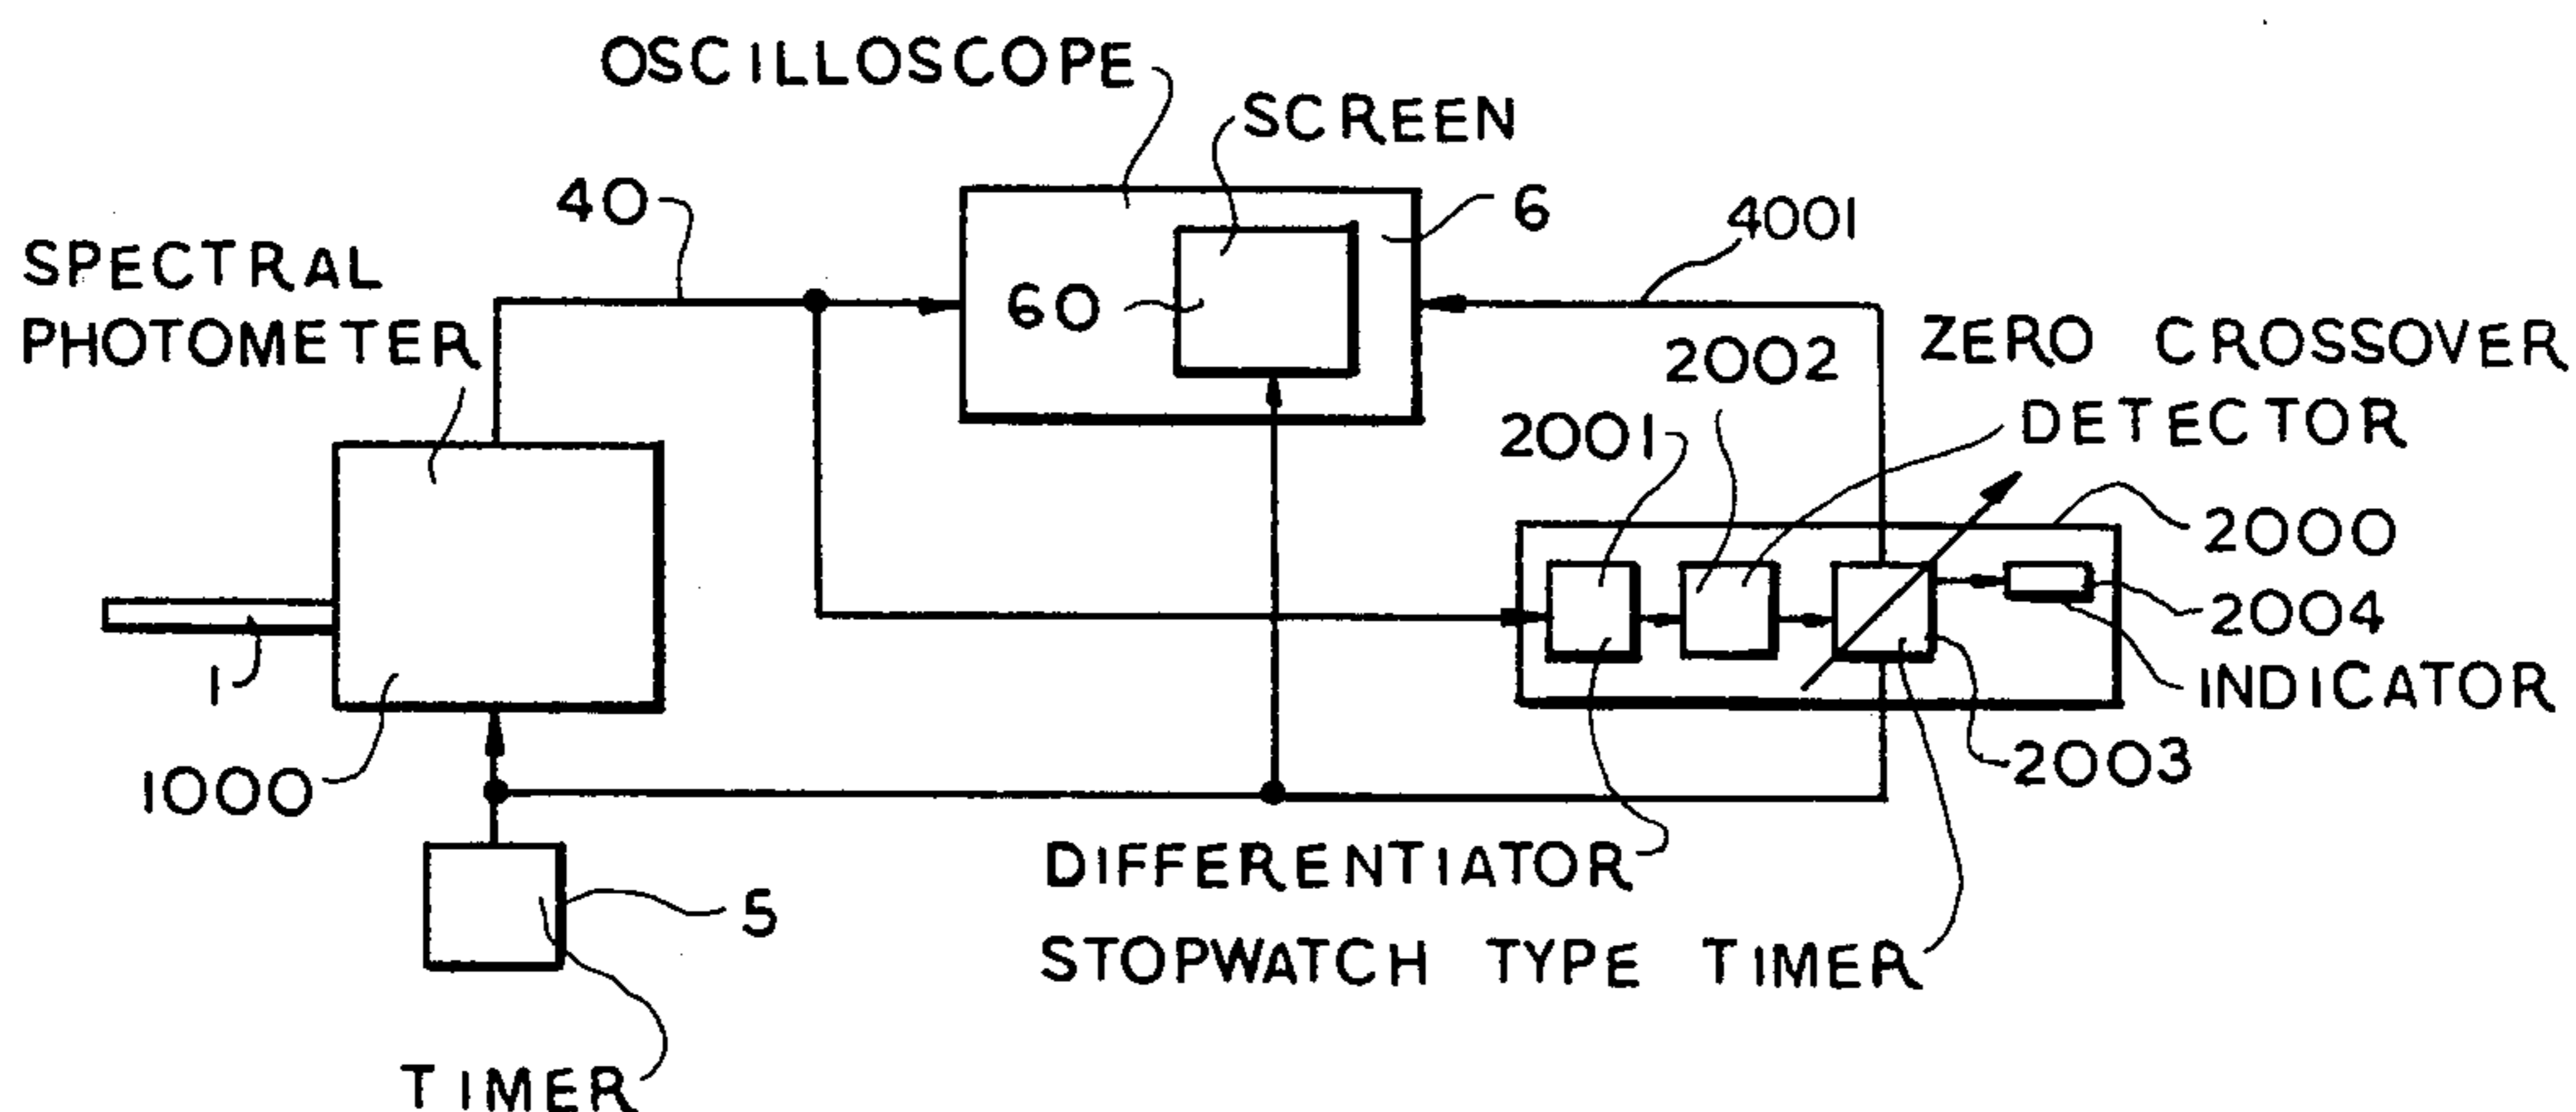 OSCILLOSCOPE
SCREEN
40
6
4001
SPECTRAL
PHOTOMETER
60
ZERO CROSSOVER
DETECTOR
2002
2001
2000
2004
INDICATOR
1
2003
1000
DIFFERENTIATOR
5
STOPWATCH TYPE TIMER
TIMER